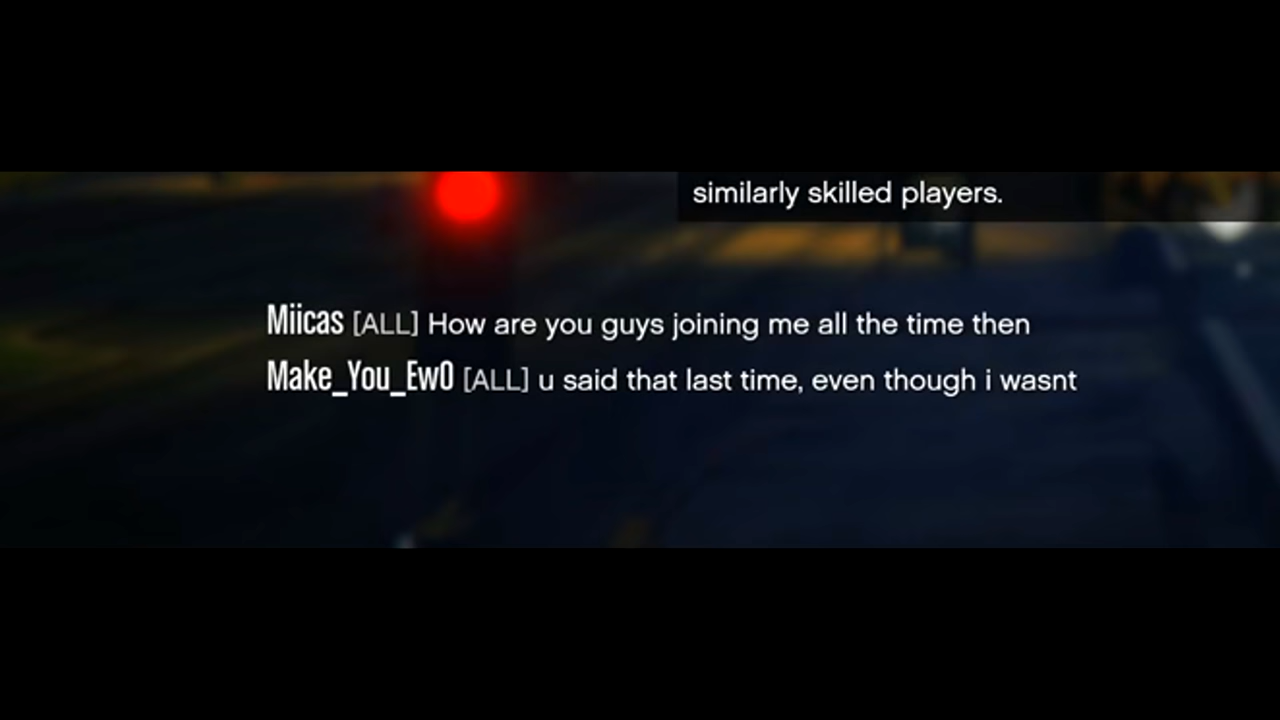 similarly skilled players.
Miicas [ALL] How are you guys joining me all the time then
Make_You_Ew0 [ALL] u said that last time, even though i wasnt